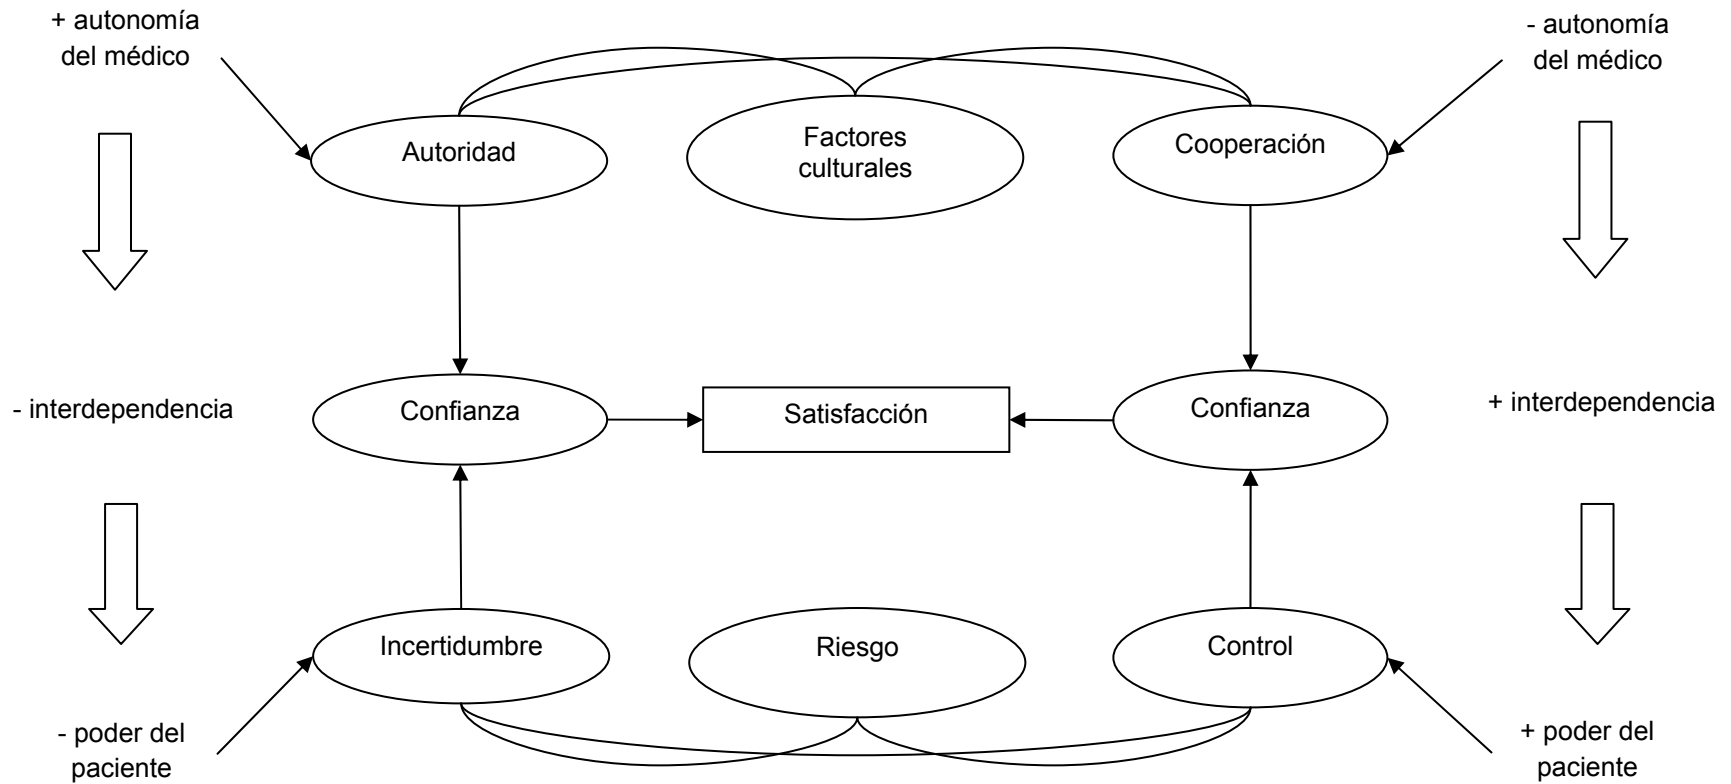 + autonomía
del médico
- autonomía
del médico
Autoridad
Factores
culturales
Cooperación
- interdependencia
Confianza
Satisfacción
Confianza
+ interdependencia
Incertidumbre
Riesgo
Control
- poder del
paciente
+ poder del
paciente